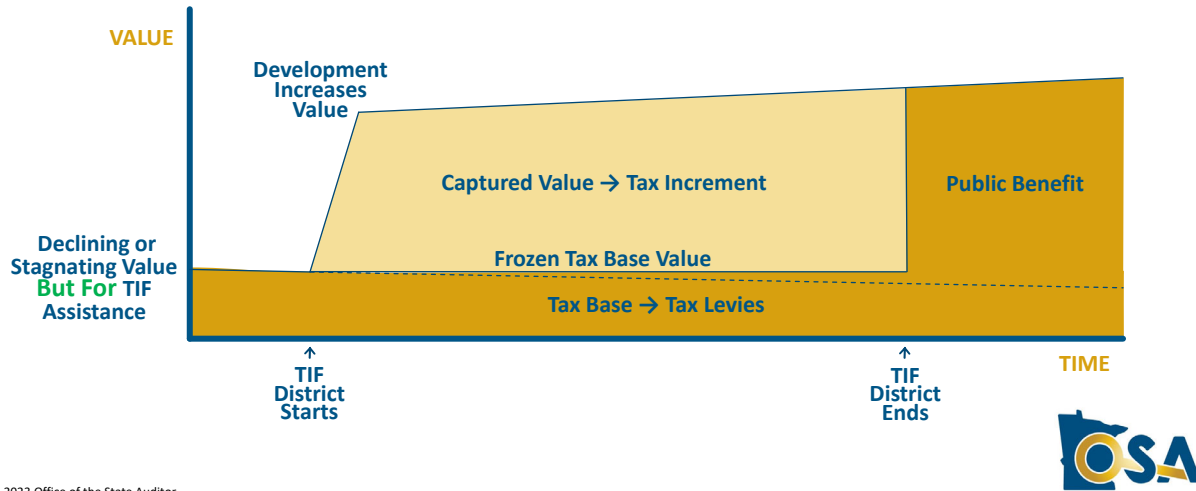 VALUE
Development
Increases
Value
Captured Value → Tax Increment
Public Benefit
Declining or
Stagnating Value
But For TIF
Assistance
Frozen Tax Base Value
Tax Base → Tax Levies
↑
TIF
District
Starts
↑
TIF
District
Ends
TIME
OSA
2022 Office of the State Auditor